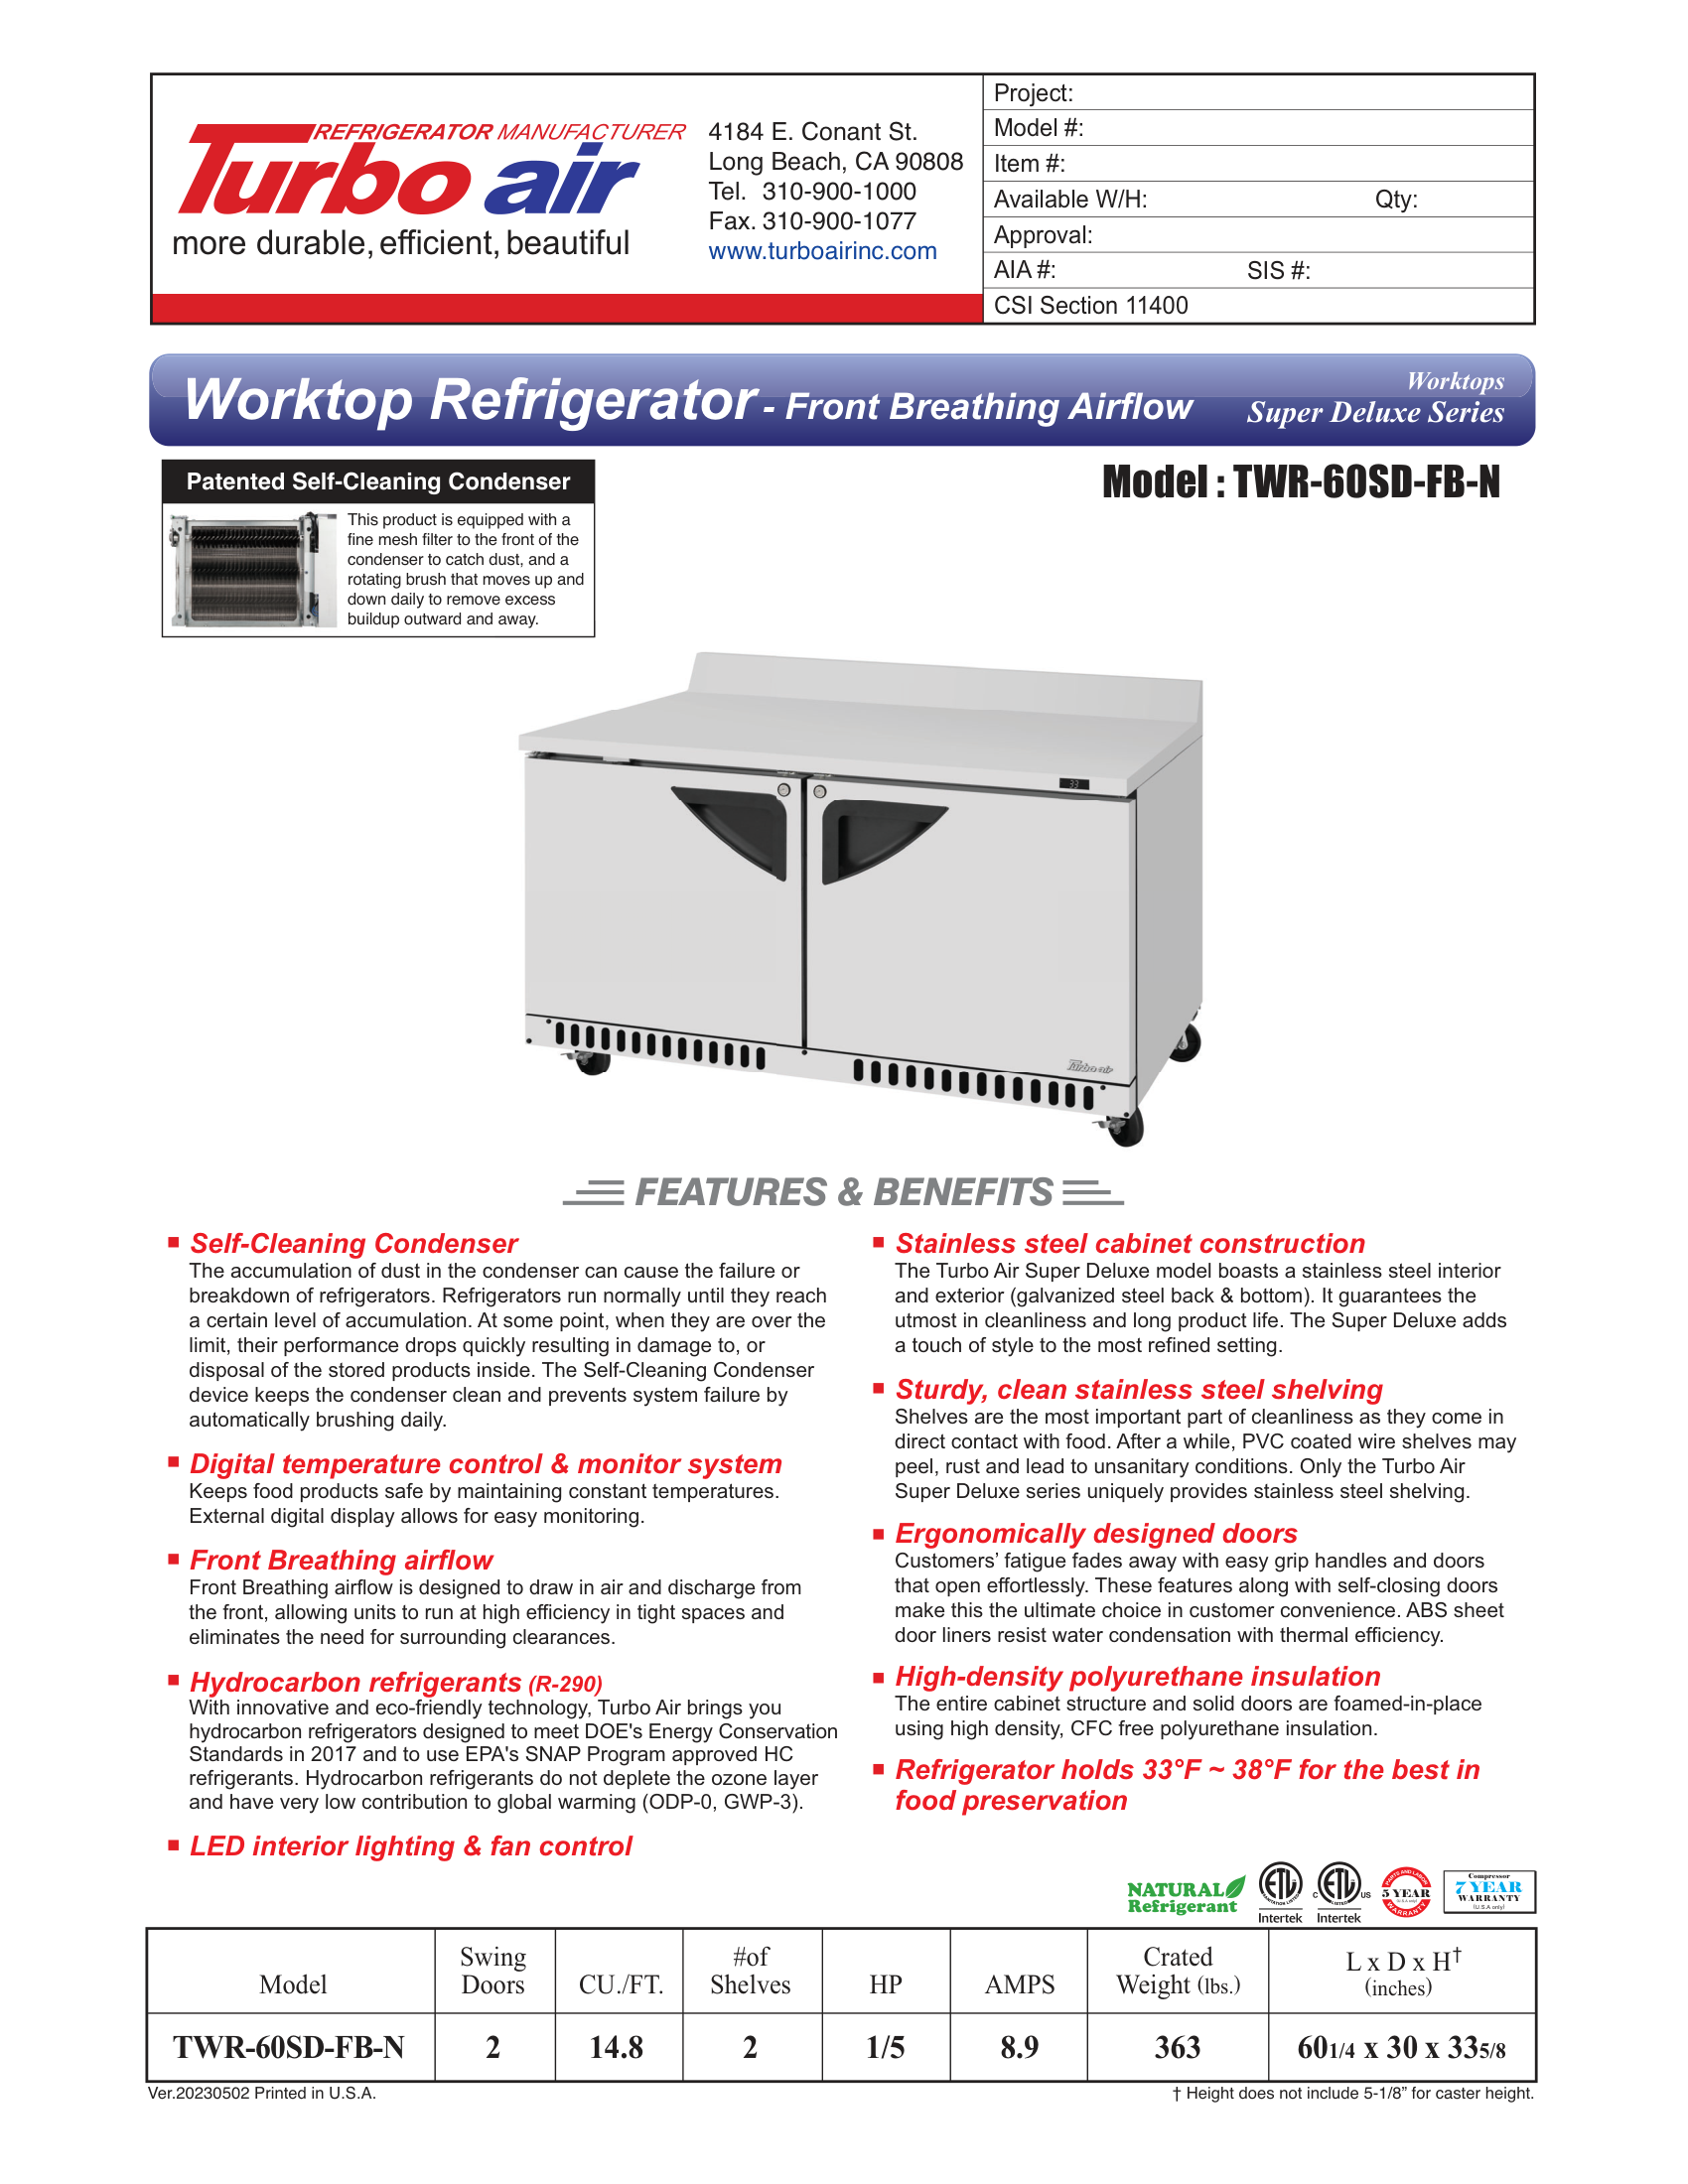 REFRIGERATOR MANUFACTURER
Turbo air
more durable, efficient, beautiful
4184 E. Conant St.
Long Beach, CA 90808
Tel. 310-900-1000
Fax. 310-900-1077
www.turboairinc.com
Project:
Model #:
Item #:
Available W/H: Qty:
Approval:
AIA #: SIS #:
CSI Section 11400
Worktop Refrigerator - Front Breathing Airflow
Worktops
Super Deluxe Series
Patented Self-Cleaning Condenser
This product is equipped with a
fine mesh filter to the front of the
condenser to catch dust, and a
rotating brush that moves up and
down daily to remove excess
buildup outward and away.
Model : TWR-60SD-FB-N
33
Turbo air
FEATURES & BENEFITS
Self-Cleaning Condenser
The accumulation of dust in the condenser can cause the failure or
breakdown of refrigerators. Refrigerators run normally until they reach
a certain level of accumulation. At some point, when they are over the
limit, their performance drops quickly resulting in damage to, or
disposal of the stored products inside. The Self-Cleaning Condenser
device keeps the condenser clean and prevents system failure by
automatically brushing daily.
Digital temperature control & monitor system
Keeps food products safe by maintaining constant temperatures.
External digital display allows for easy monitoring.
Front Breathing airflow
Front Breathing airflow is designed to draw in air and discharge from
the front, allowing units to run at high efficiency in tight spaces and
eliminates the need for surrounding clearances.
Hydrocarbon refrigerants (R-290)
With innovative and eco-friendly technology, Turbo Air brings you
hydrocarbon refrigerators designed to meet DOE's Energy Conservation
Standards in 2017 and to use EPA's SNAP Program approved HC
refrigerants. Hydrocarbon refrigerants do not deplete the ozone layer
and have very low contribution to global warming (ODP-0, GWP-3).
LED interior lighting & fan control
Stainless steel cabinet construction
The Turbo Air Super Deluxe model boasts a stainless steel interior
and exterior (galvanized steel back & bottom). It guarantees the
utmost in cleanliness and long product life. The Super Deluxe adds
a touch of style to the most refined setting.
Sturdy, clean stainless steel shelving
Shelves are the most important part of cleanliness as they come in
direct contact with food. After a while, PVC coated wire shelves may
peel, rust and lead to unsanitary conditions. Only the Turbo Air
Super Deluxe series uniquely provides stainless steel shelving.
Ergonomically designed doors
Customers’ fatigue fades away with easy grip handles and doors
that open effortlessly. These features along with self-closing doors
make this the ultimate choice in customer convenience. ABS sheet
door liners resist water condensation with thermal efficiency.
High-density polyurethane insulation
The entire cabinet structure and solid doors are foamed-in-place
using high density, CFC free polyurethane insulation.
Refrigerator holds 33°F ~ 38°F for the best in
food preservation
NATURAL
Refrigerant
ETL
SANITATION LISTED
Intertek
C ETL US
LISTED
Intertek
PARTS AND LABOR
5 YEAR
(U.S.A only)
WARRANTY
Compressor
7 YEAR
WARRANTY
(U.S.A only)
Model Swing Doors CU./FT. #of Shelves HP AMPS Crated Weight (lbs.) L x D x H† (inches)
TWR-60SD-FB-N 2 14.8 2 1/5 8.9 363 60 1/4 x 30 x 33 5/8
Ver.20230502 Printed in U.S.A.
† Height does not include 5-1/8” for caster height.